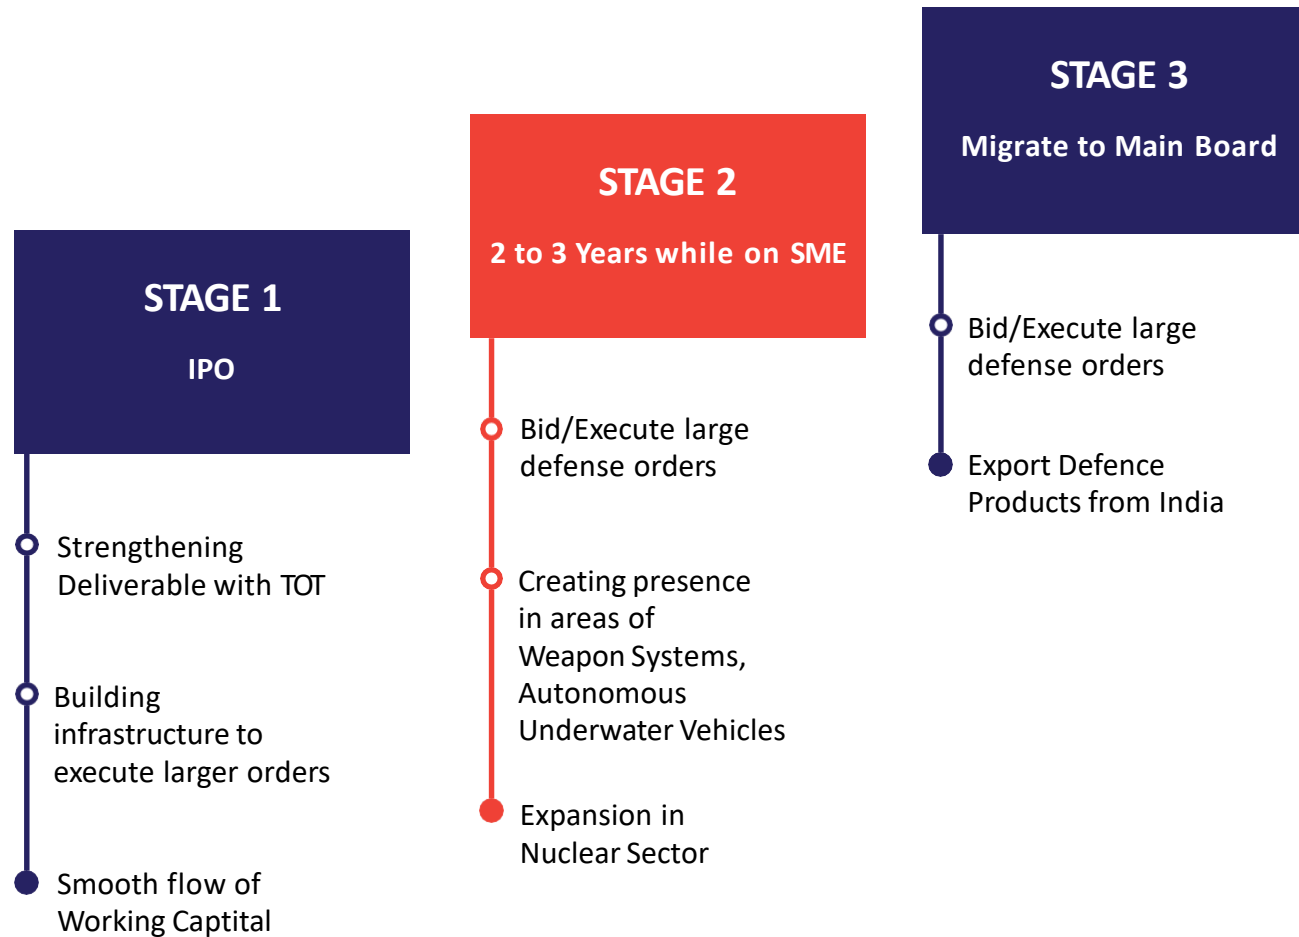 STAGE 1
IPO
Strengthening
Deliverable with TOT
Building
infrastructure to
execute larger orders
Smooth flow of
Working Captital
STAGE 2
2 to 3 Years while on SME
Bid/Execute large
defense orders
Creating presence
in areas of
Weapon Systems,
Autonomous
Underwater Vehicles
Expansion in
Nuclear Sector
STAGE 3
Migrate to Main Board
Bid/Execute large
defense orders
Export Defence
Products from India